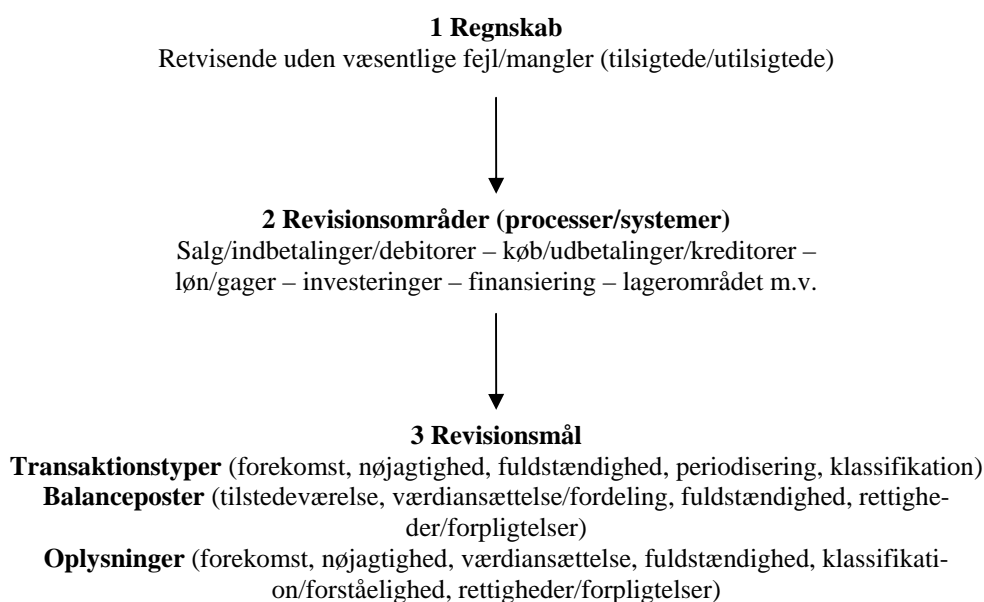 1 Regnskab
Retvisende uden væsentlige fejl/mangler (tilsigtede/utilsigtede)
2 Revisionsområder (processer/systemer)
Salg/indbetalinger/debitorer – køb/udbetalinger/kreditorer –
løn/gager – investeringer – finansiering – lagerområdet m.v.
3 Revisionsmål
Transaktionstyper (forekomst, nøjagtighed, fuldstændighed, periodisering, klassifikation)
Balanceposter (tilstedeværelse, værdiansættelse/fordeling, fuldstændighed, rettighe-
der/forpligtelser)
Oplysninger (forekomst, nøjagtighed, værdiansættelse, fuldstændighed, klassifikati-
on/forståelighed, rettigheder/forpligtelser)